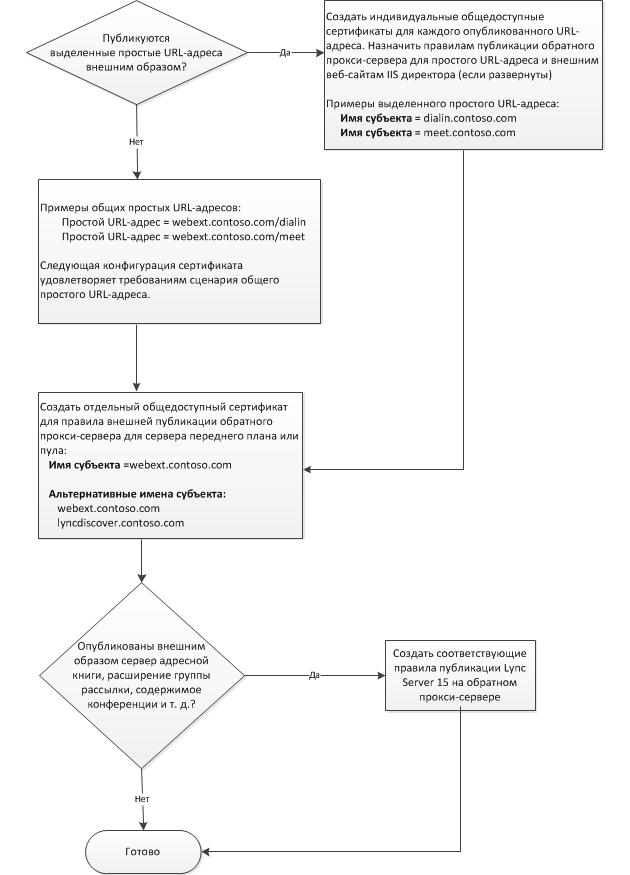 Публикуются
выделенные простые URL-адреса
внешним образом?
Да
Создать индивидуальные общедоступные
сертификаты для каждого опубликованного URL-
адреса. Назначить правилам публикации обратного
прокси-сервера для простого URL-адреса и внешним
веб-сайтам IIS директора (если развернуты)
Примеры выделенного простого URL-адреса:
Имя субъекта = dialin.contoso.com
Имя субъекта = meet.contoso.com
Нет
Примеры общих простых URL-адресов:
Простой URL-адрес = webext.contoso.com/dialin
Простой URL-адрес = webext.contoso.com/meet
Следующая конфигурация сертификата
удовлетворяет требованиям сценария общего
простого URL-адреса.
Создать отдельный общедоступный сертификат
для правила внешней публикации обратного
прокси-сервера для сервера переднего плана или
пула:
Имя субъекта =webext.contoso.com
Альтернативные имена субъекта:
webext.contoso.com
lyncdiscover.contoso.com
Опубликованы внешним
образом сервер адресной
книги, расширение группы
рассылки, содержимое
конференции и т. д.?
Да
Создать соответствующие
правила публикации Lync
Server 15 на обратном
прокси-сервере
Нет
Готово